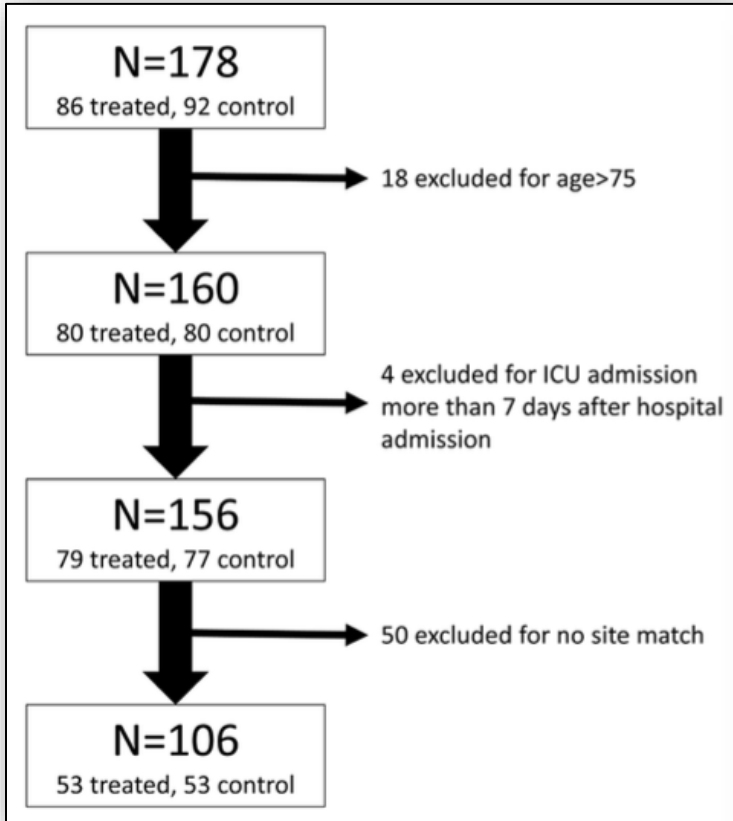 N=178
86 treated, 92 control
18 excluded for age>75
N=160
80 treated, 80 control
4 excluded for ICU admission
more than 7 days after hospital
admission
N=156
79 treated, 77 control
50 excluded for no site match
N=106
53 treated, 53 control